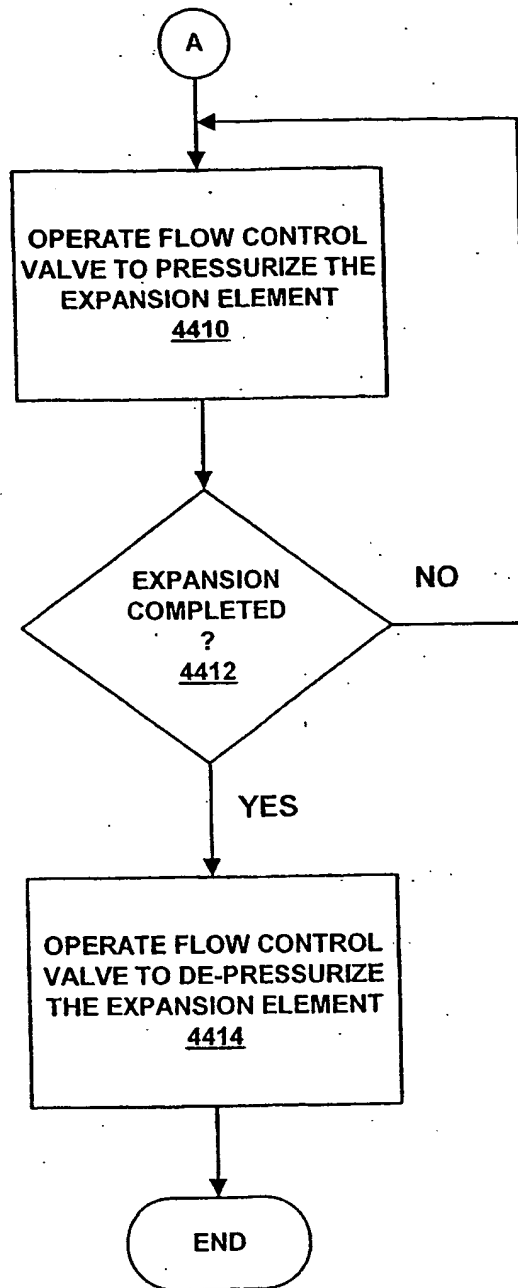 A
OPERATE FLOW CONTROL
VALVE TO PRESSURIZE THE
EXPANSION ELEMENT
4410
EXPANSION
COMPLETED
?
4412
NO
YES
OPERATE FLOW CONTROL
VALVE TO DE-PRESSURIZE
THE EXPANSION ELEMENT
4414
END